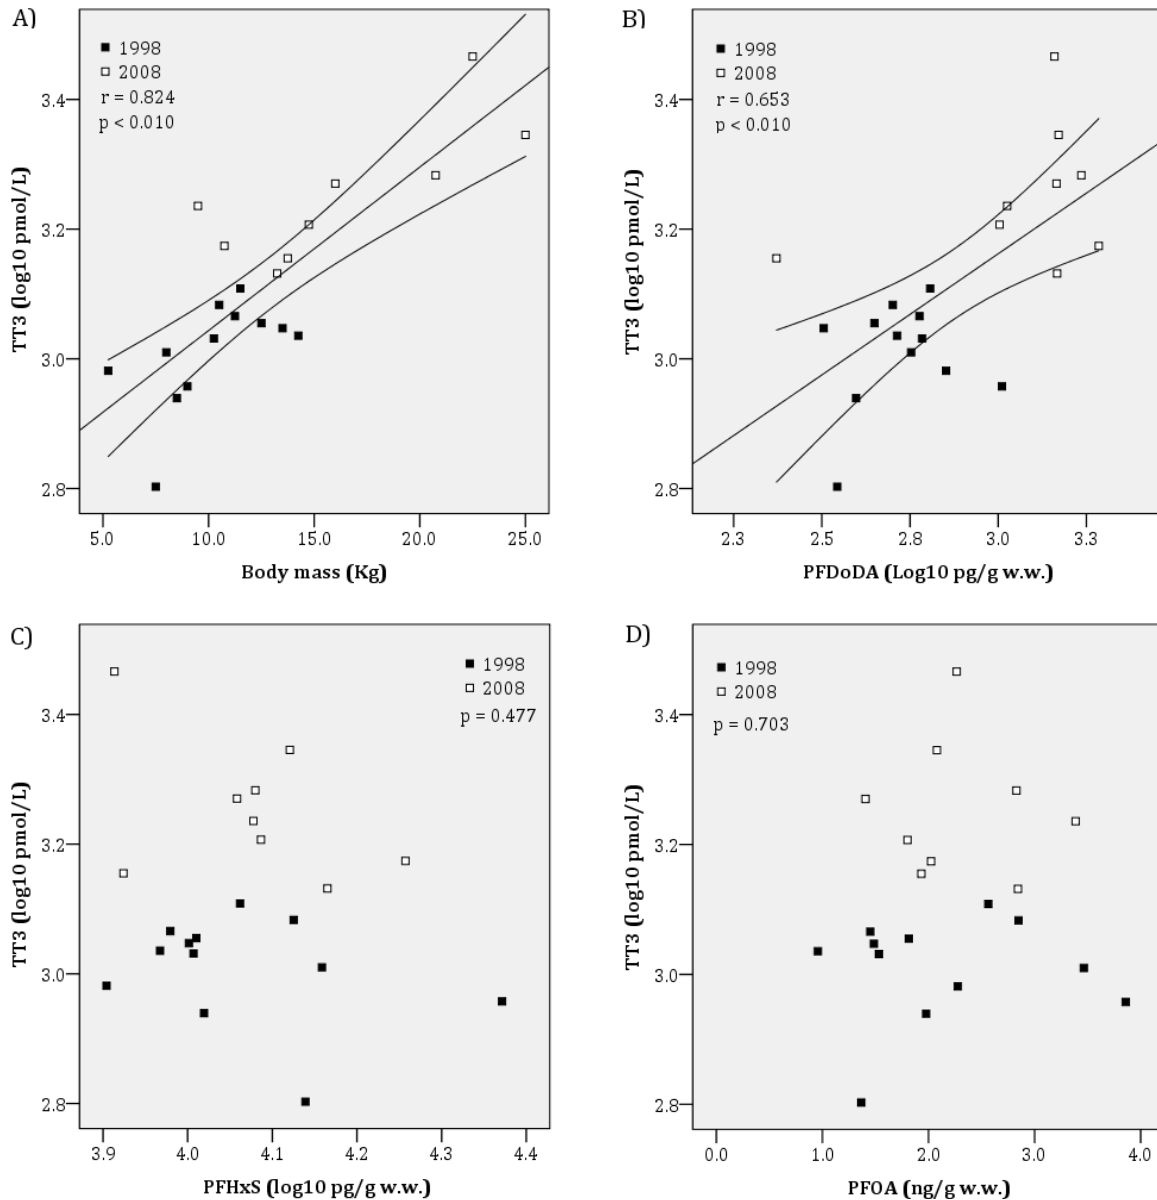 A)
1998
2008
r = 0.824
p < 0.010
TT3 (log10 pmol/L)
3.4
3.2
3.0
2.8
5.0 10.0 15.0 20.0 25.0
Body mass (Kg)
B)
1998
2008
r = 0.653
p < 0.010
TT3 (log10 pmol/L)
3.4
3.2
3.0
2.8
2.3 2.5 2.8 3.0 3.3
PFDoDA (Log10 pg/g w.w.)
C)
1998
2008
p = 0.477
TT3 (log10 pmol/L)
3.4
3.2
3.0
2.8
3.9 4.0 4.1 4.2 4.3 4.4
PFHxS (log10 pg/g w.w.)
D)
1998
2008
p = 0.703
TT3 (log10 pmol/L)
3.4
3.2
3.0
2.8
0.0 1.0 2.0 3.0 4.0
PFOA (ng/g w.w.)